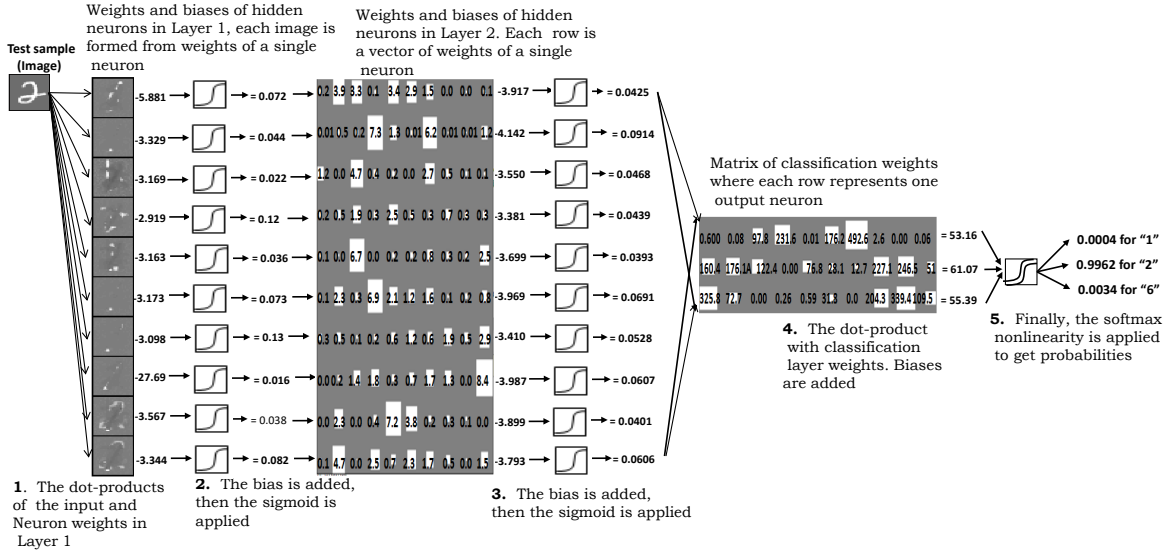 Test sample
(Image)
Weights and biases of hidden
neurons in Layer 1, each image is
formed from weights of a single
neuron
Weights and biases of hidden
neurons in Layer 2. Each row is
a vector of weights of a single
neuron
-5.881 = 0.072 0.2 3.9 3.3 0.1 3.4 2.9 1.5 0.0 0.0 0.1 -3.917 = 0.0425
-3.329 = 0.044 0.01 0.5 0.2 7.3 1.3 0.01 6.2 0.01 0.01 1.2 -4.142 = 0.0914
-3.169 = 0.022 1.2 0.0 4.7 0.4 0.2 0.0 2.7 0.5 0.1 0.1 -3.550 = 0.0468
-2.919 = 0.12 0.2 0.5 1.9 0.3 2.5 0.5 0.3 0.7 0.3 0.3 -3.381 = 0.0439
-3.163 = 0.036 0.1 0.0 6.7 0.0 0.2 0.8 0.3 0.2 2.5 -3.699 = 0.0393
-3.173 = 0.073 0.1 2.3 0.3 6.9 2.1 1.2 1.6 0.1 0.2 0.8 -3.969 = 0.0691
-3.098 = 0.13 0.3 0.5 0.1 0.2 0.6 1.2 0.6 1.9 0.5 2.9 -3.410 = 0.0528
-27.69 = 0.016 0.0 0.2 1.4 1.8 0.3 0.7 1.7 1.3 0.0 8.4 -3.987 = 0.0607
-3.567 = 0.038 0.0 2.3 0.0 0.4 7.2 3.8 0.2 0.3 0.1 0.0 -3.899 = 0.0401
-3.344 = 0.082 0.1 4.7 0.0 2.5 0.7 2.3 1.7 0.5 0.0 1.5 -3.793 = 0.0606
Matrix of classification weights
where each row represents one
output neuron
0.600 0.08 97.8 231.6 0.01 176.2 492.6 2.6 0.00 0.06 = 53.16
160.4 176.1A 122.4 0.00 76.8 28.1 12.7 227.1 246.5 51 = 61.07
325.8 72.7 0.00 0.26 0.59 31.3 0.0 204.3 339.4 109.5 = 55.39
0.0004 for “1”
0.9962 for “2”
0.0034 for “6”
1. The dot-products
of the input and
Neuron weights in
Layer 1
2. The bias is added,
then the sigmoid is
applied
3. The bias is added,
then the sigmoid is applied
4. The dot-product
with classification
layer weights. Biases
are added
5. Finally, the softmax
nonlinearity is applied
to get probabilities